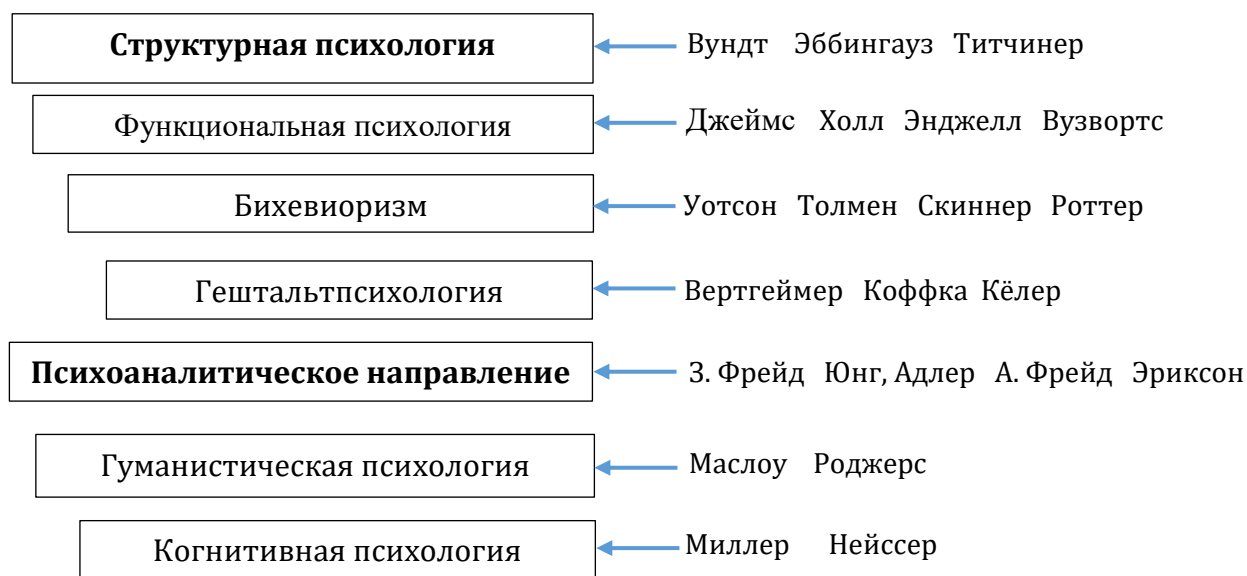 Структурная психология Вундт Эббингауз Титчинер
Функциональная психология Джеймс Холл Энджелл Вузвортс
Бихевиоризм Уотсон Толмен Скиннер Роттер
Гештальтпсихология Вертгеймер Коффка Кёлер
Психоаналитическое направление З. Фрейд Юнг, Адлер А. Фрейд Эриксон
Гуманистическая психология Маслоу Роджерс
Когнитивная психология Миллер Нейссер